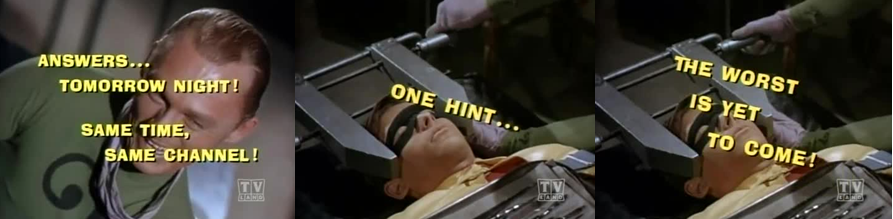 ANSWERS...
TOMORROW NIGHT!
SAME TIME,
SAME CHANNEL!
TV
LAND
ONE HINT...
TV
LAND
THE WORST
IS YET
TO COME!
TV
LAND